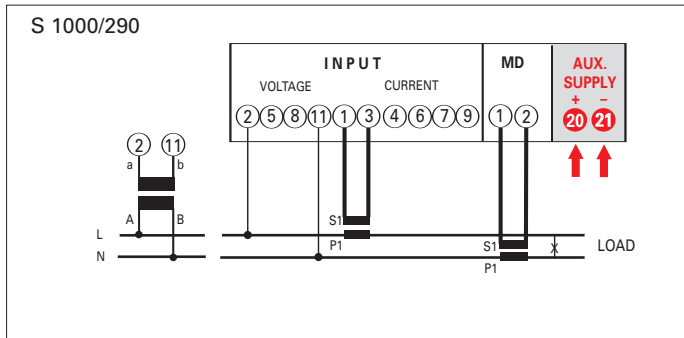 S 1000/290
INPUT MD AUX. SUPPLY
VOLTAGE CURRENT
+ −
2 5 8 11 1 3 4 6 7 9 1 2 20 21
2 11
a b
A B
S1
L
P1
S1
X LOAD
N
P1